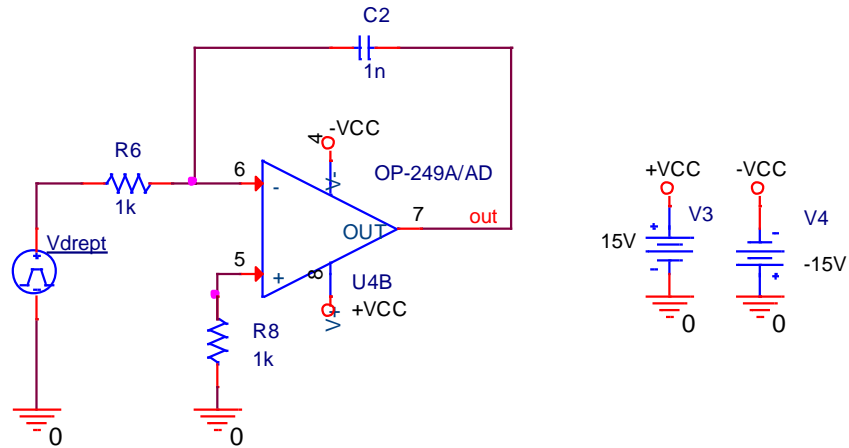 C2
1n
-VCC
4
R6
6
OP-249A/AD
+VCC
-VCC
1k
-
V-
7
out
V3
V4
Vdrept
OUT
15V
-15V
5
+
8
U4B
V+
+VCC
R8
1k
0
0
0
0